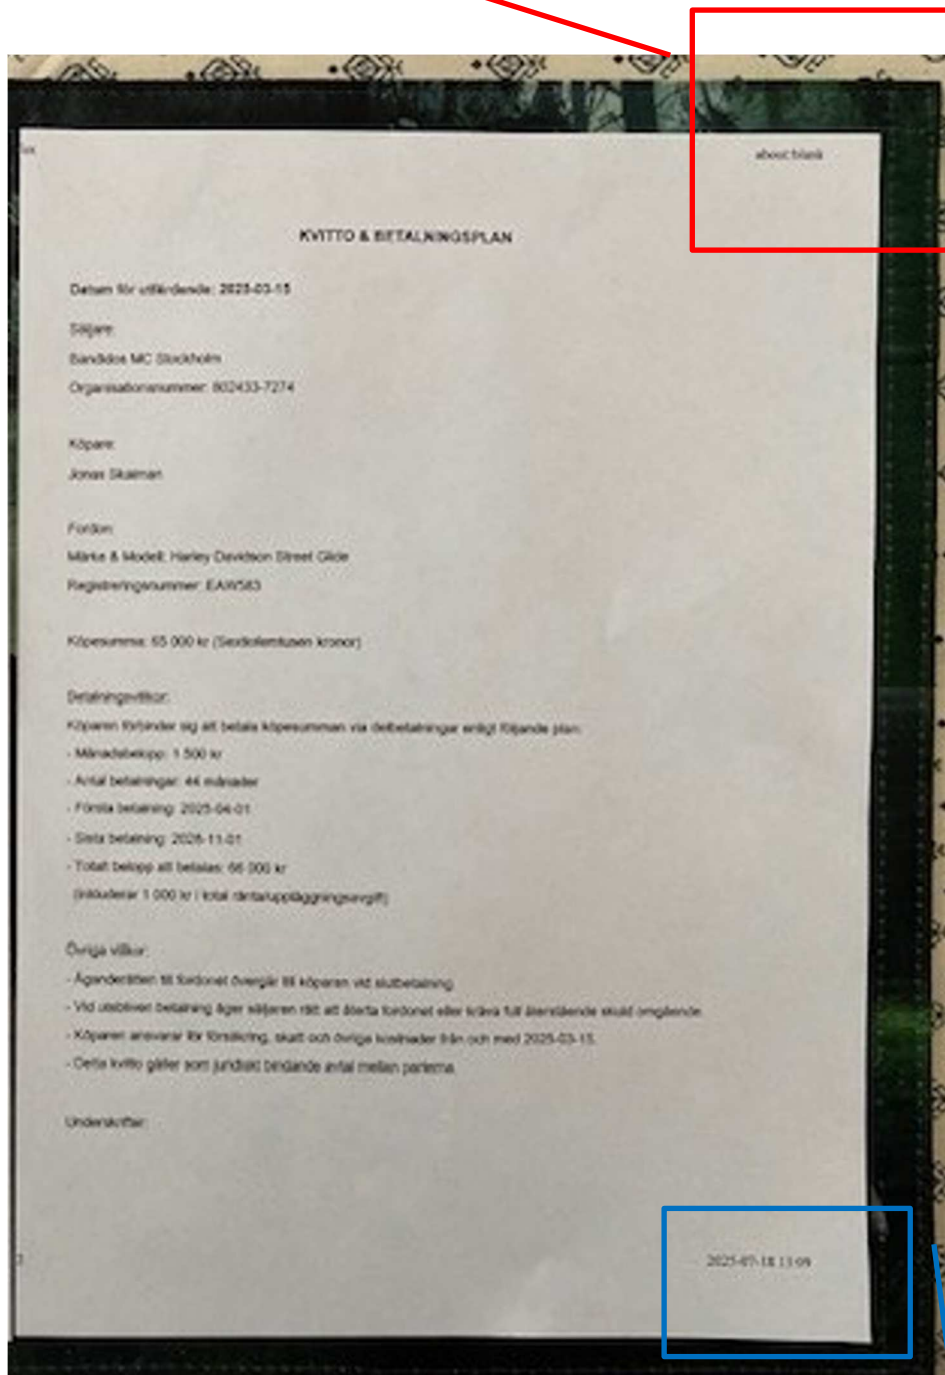 about:blank
KVITTO & BETALNINGSPLAN
Datum för utfärdande: 2025-03-15
Säljare:
Bandidos MC Stockholm
Organisationsnummer: 802433-7274
Köpare:
Jonas Skalman
Fordon:
Märke & Modell: Harley Davidson Street Glide
Registreringsnummer: EAW583
Köpesumma: 65 000 kr (Sextiofemtusen kronor)
Betalningsvillkor:
Köparen förbinder sig att betala köpesumman via delbetalningar enligt följande plan:
- Månadsbelopp: 1 500 kr
- Antal betalningar: 44 månader
- Första betalning: 2025-04-01
- Sista betalning: 2028-11-01
- Totalt belopp att betalas: 66 000 kr
(inkluderar 1 000 kr i total ränta/uppläggningsavgift)
Övriga villkor:
- Äganderätten till fordonet övergår till köparen vid slutbetalning.
- Vid utebliven betalning äger säljaren rätt att återta fordonet eller kräva full återstående skuld omgående.
- Köparen ansvarar för försäkring, skatt och övriga kostnader från och med 2025-03-15.
- Detta kvitto gäller som juridiskt bindande avtal mellan parterna.
Underskrifter:
2025-07-18 13:09